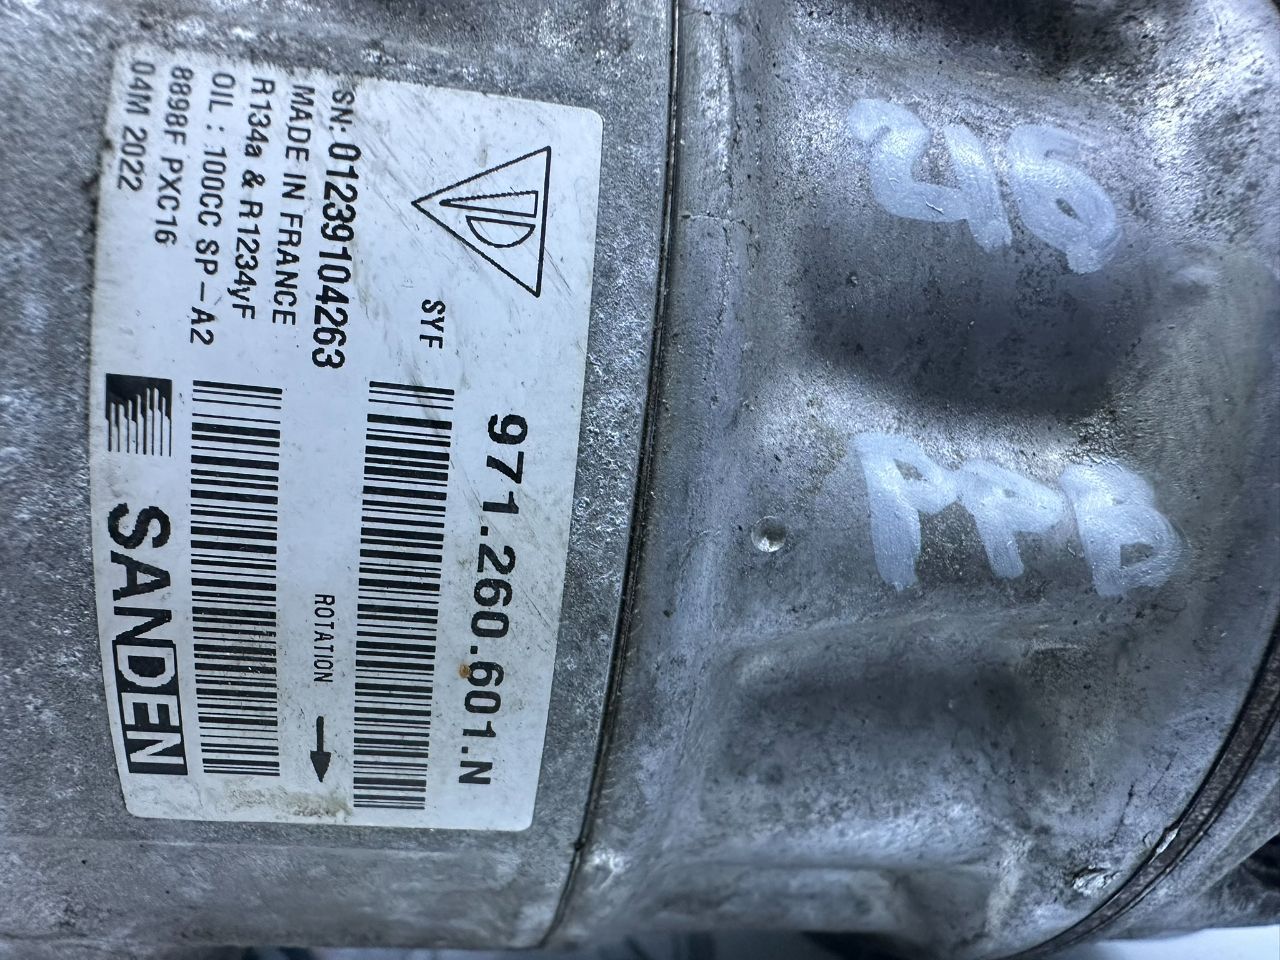 SYF
971.260.601.N
SN: 01239104263
MADE IN FRANCE
R134a & R1234yF
OIL : 100CC SP-A2
8898F PXC16
04M 2022
ROTATION
SANDEN